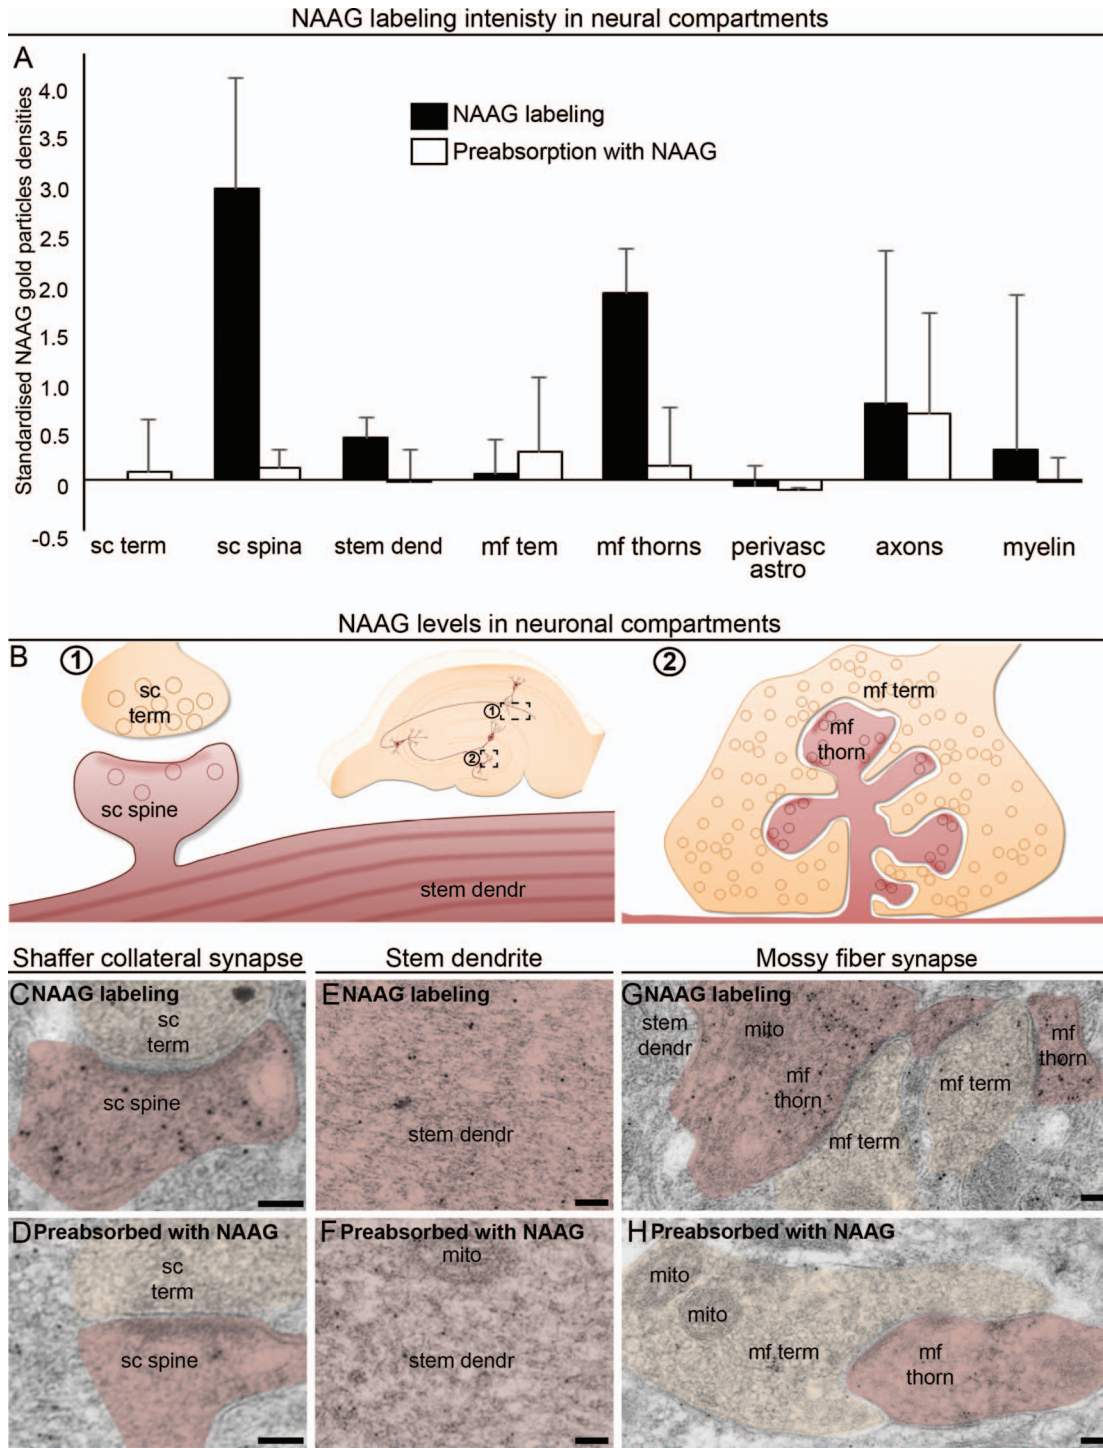 NAAG labeling intenisty in neural compartments
A
Standardised NAAG gold particles densities
4.0
3.5
3.0
2.5
2.0
1.5
1.0
0.5
0
-0.5
NAAG labeling
Preabsorption with NAAG
sc term
sc spina
stem dend
mf tem
mf thorns
perivasc
astro
axons
myelin
NAAG levels in neuronal compartments
B
1
sc
term
sc spine
stem dendr
1
2
2
mf term
mf
thorn
Shaffer collateral synapse
Stem dendrite
Mossy fiber synapse
C NAAG labeling
sc
term
sc spine
E NAAG labeling
stem dendr
G NAAG labeling
stem
dendr
mito
mf
thorn
mf term
mf term
mf
thorn
D Preabsorbed with NAAG
sc
term
sc spine
F Preabsorbed with NAAG
mito
stem dendr
H Preabsorbed with NAAG
mito
mito
mf term
mf
thorn